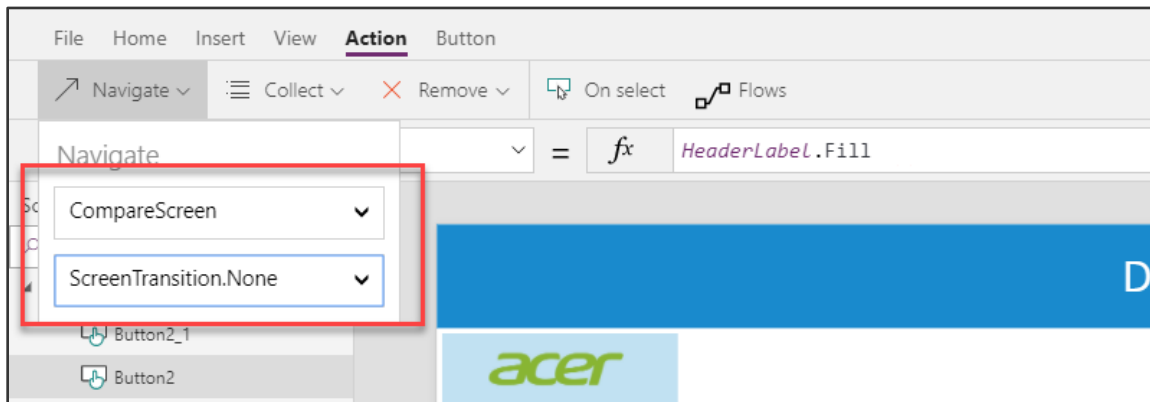 File Home Insert View Action Button
Navigate Collect Remove On select Flows
Navigate
= fx HeaderLabel.Fill
CompareScreen
Sc
ScreenTransition.None
D
Button2_1
acer
Button2